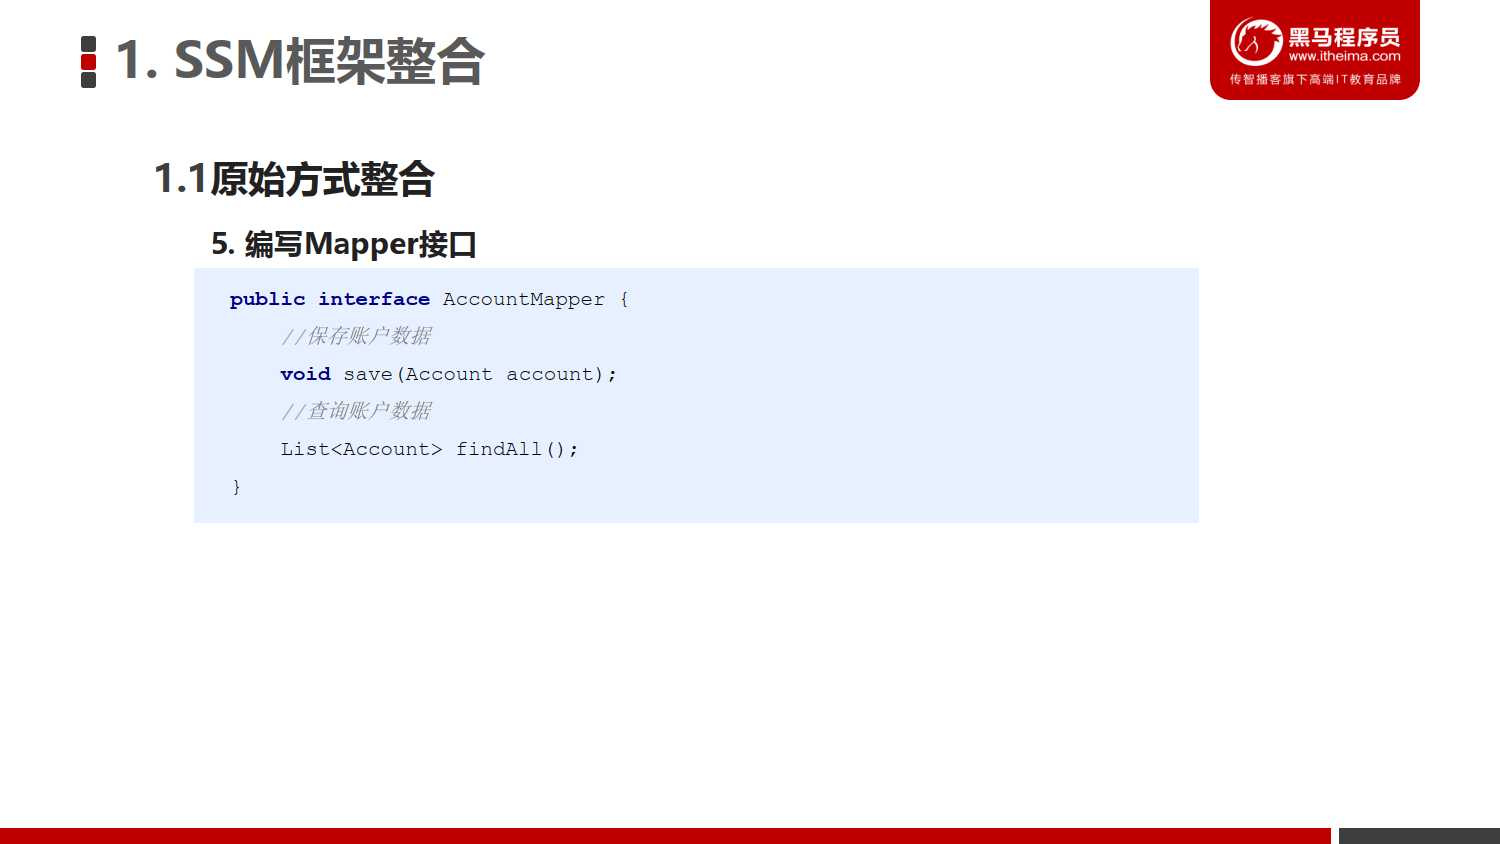 1. SSM框架整合
黑马程序员
www.itheima.com
传智播客旗下高端IT教育品牌
1.1原始方式整合
5. 编写Mapper接口
public interface AccountMapper {
//保存账户数据
void save(Account account);
//查询账户数据
List<Account> findAll();
}